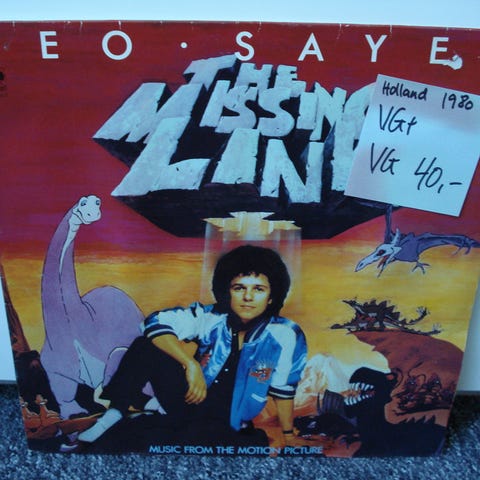 EO · SAYE
THE
MISSING
LIN
Holland 1980
VG+
VG 40,-
MUSIC FROM THE MOTION PICTURE